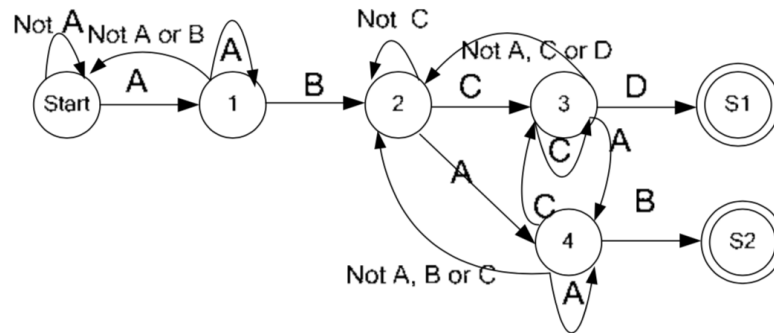 Not A
Not A or B
A
A
Not C
Not A, C or D
Start
1
B
2
C
3
D
S1
C
A
A
C
B
4
S2
Not A, B or C
A